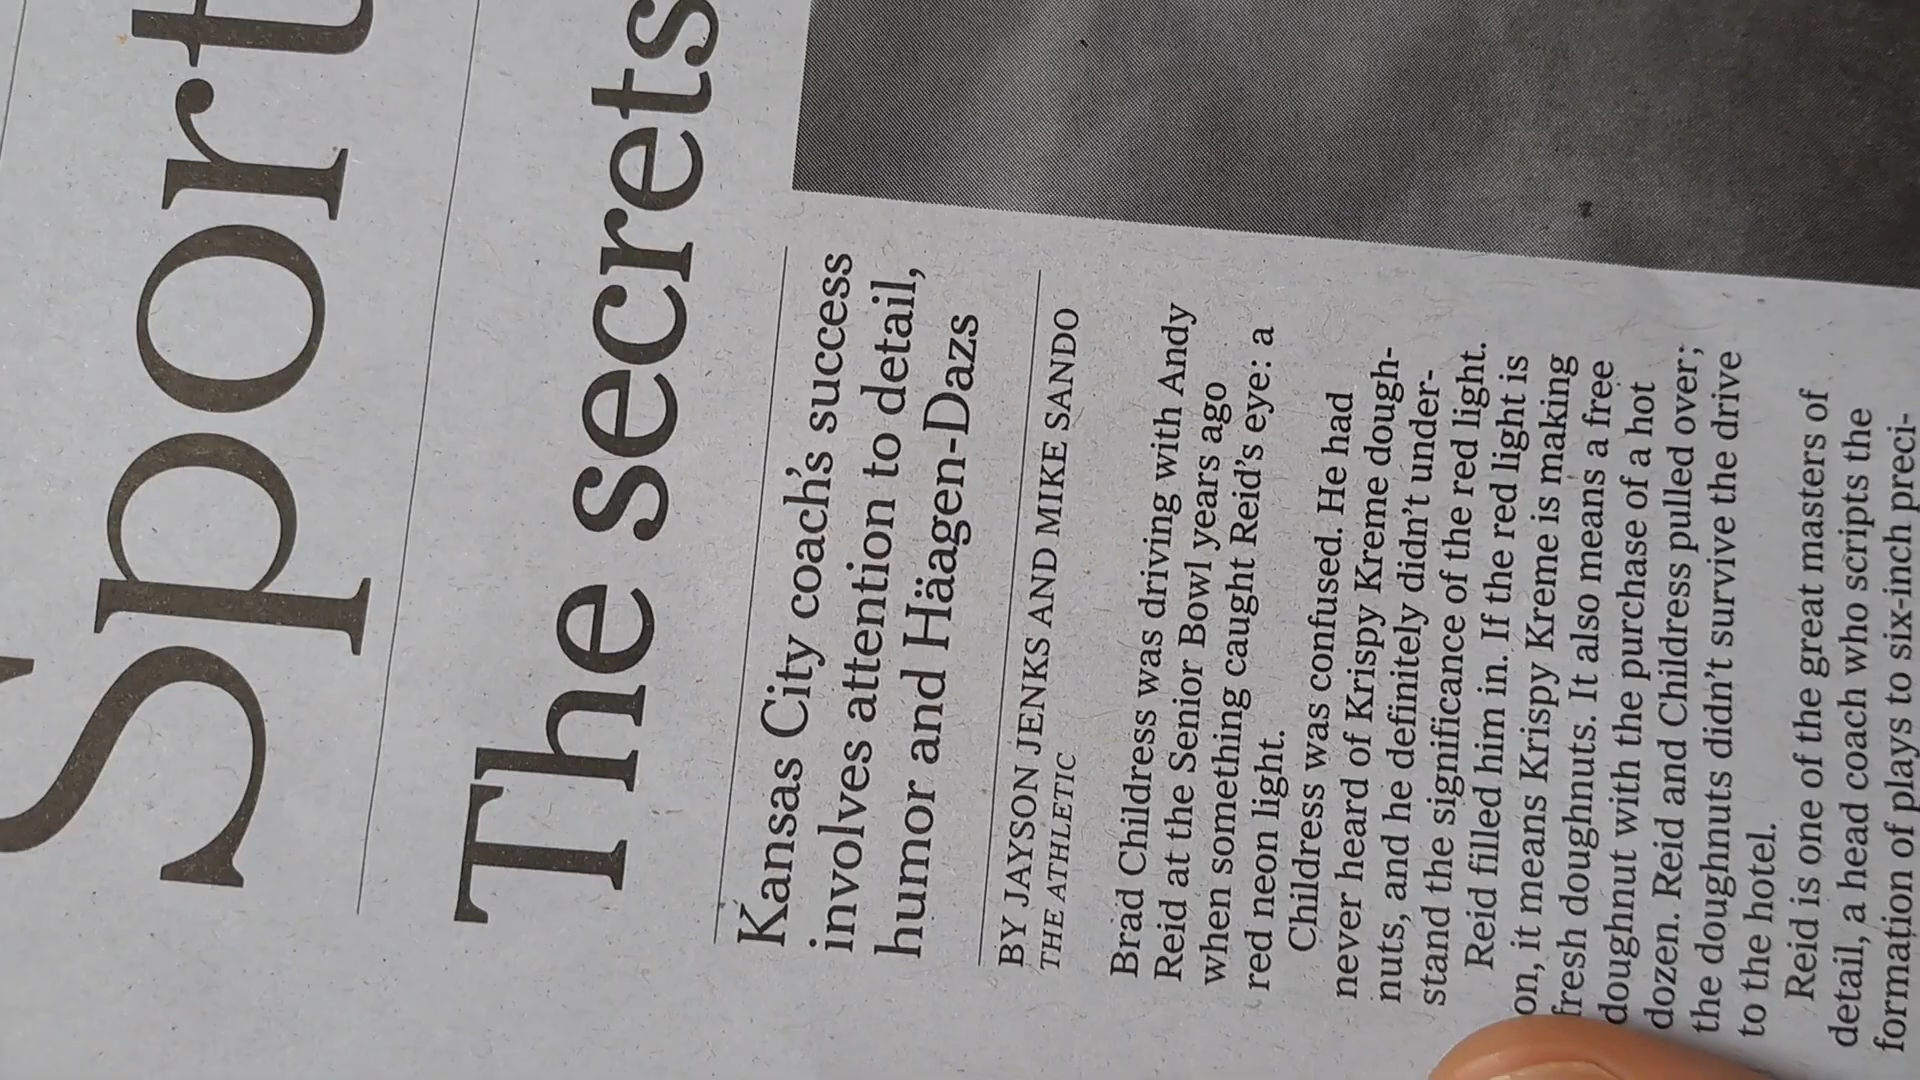 Sport
The secrets
Kansas City coach's success
involves attention to detail,
humor and Häagen-Dazs
BY JAYSON JENKS AND MIKE SANDO
THE ATHLETIC
Brad Childress was driving with Andy
Reid at the Senior Bowl years ago
when something caught Reid's eye: a
red neon light.
Childress was confused. He had
never heard of Krispy Kreme dough-
nuts, and he definitely didn't under-
stand the significance of the red light.
Reid filled him in. If the red light is
on, it means Krispy Kreme is making
fresh doughnuts. It also means a free
doughnut with the purchase of a hot
dozen. Reid and Childress pulled over;
the doughnuts didn't survive the drive
to the hotel.
Reid is one of the great masters of
detail, a head coach who scripts the
formation of plays to six-inch preci-